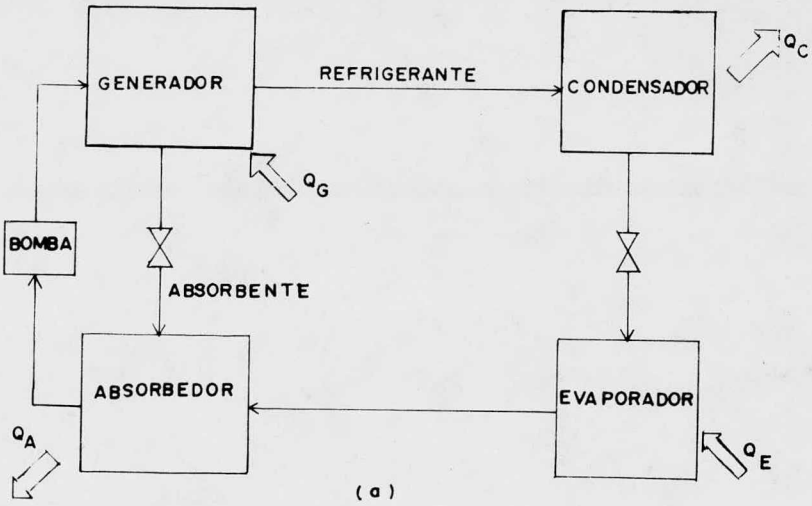 GENERADOR
REFRIGERANTE
CONDENSADOR
Q_C
Q_G
BOMBA
ABSORBENTE
ABSORBEDOR
EVAPORADOR
Q_A
Q_E
(a)